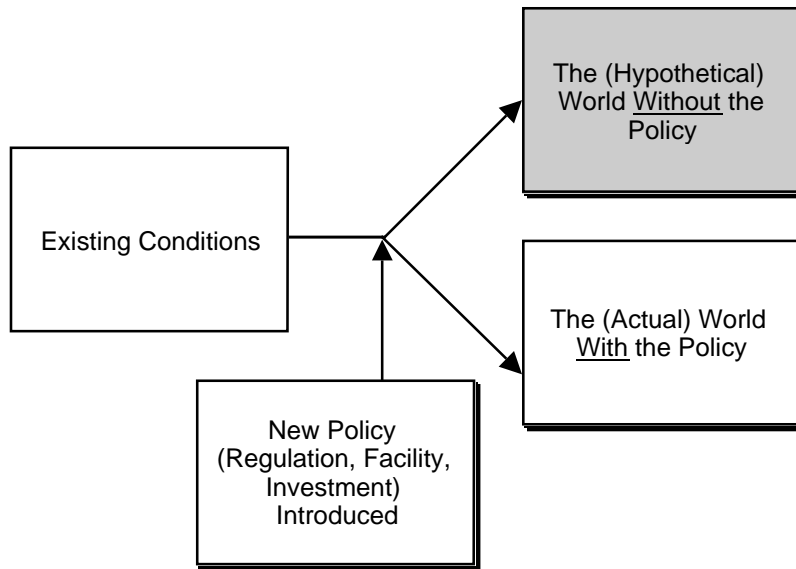 The (Hypothetical)
World Without the
Policy
Existing Conditions
The (Actual) World
With the Policy
New Policy
(Regulation, Facility,
Investment)
Introduced